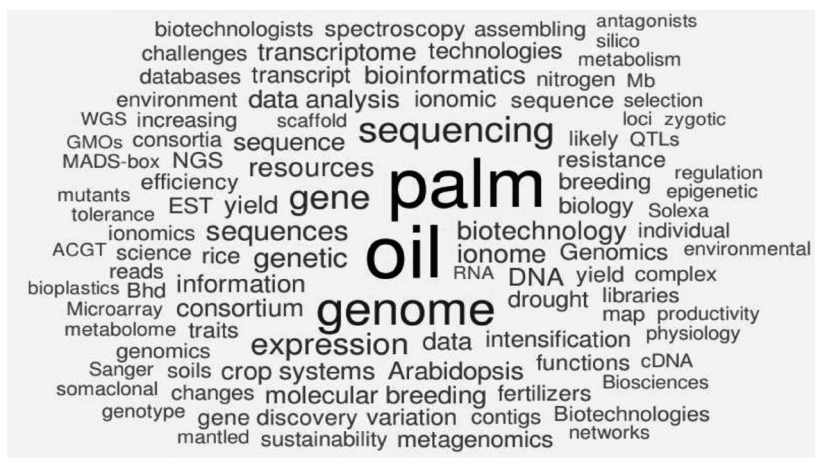 biotechnologists spectroscopy assembling antagonists
challenges transcriptome technologies silico
metabolism
databases transcript bioinformatics nitrogen Mb
environment data analysis ionomic sequence selection
WGS increasing scaffold sequencing loci zygotic
GMOs consortia sequence likely QTLs
MADS-box NGS resources palm resistance
efficiency gene breeding regulation
mutants EST yield biology epigenetic
tolerance Solexa
ionomics sequences oil biotechnology individual
ACGT science rice genetic ionome Genomics environmental
reads RNA DNA yield complex
bioplastics Bhd information
Microarray consortium genome drought libraries
map productivity
metabolome traits expression data intensification physiology
genomics
Sanger soils crop systems Arabidopsis functions cDNA
somaclonal changes molecular breeding fertilizers Biosciences
genotype gene discovery variation contigs Biotechnologies
mantled sustainability metagenomics networks